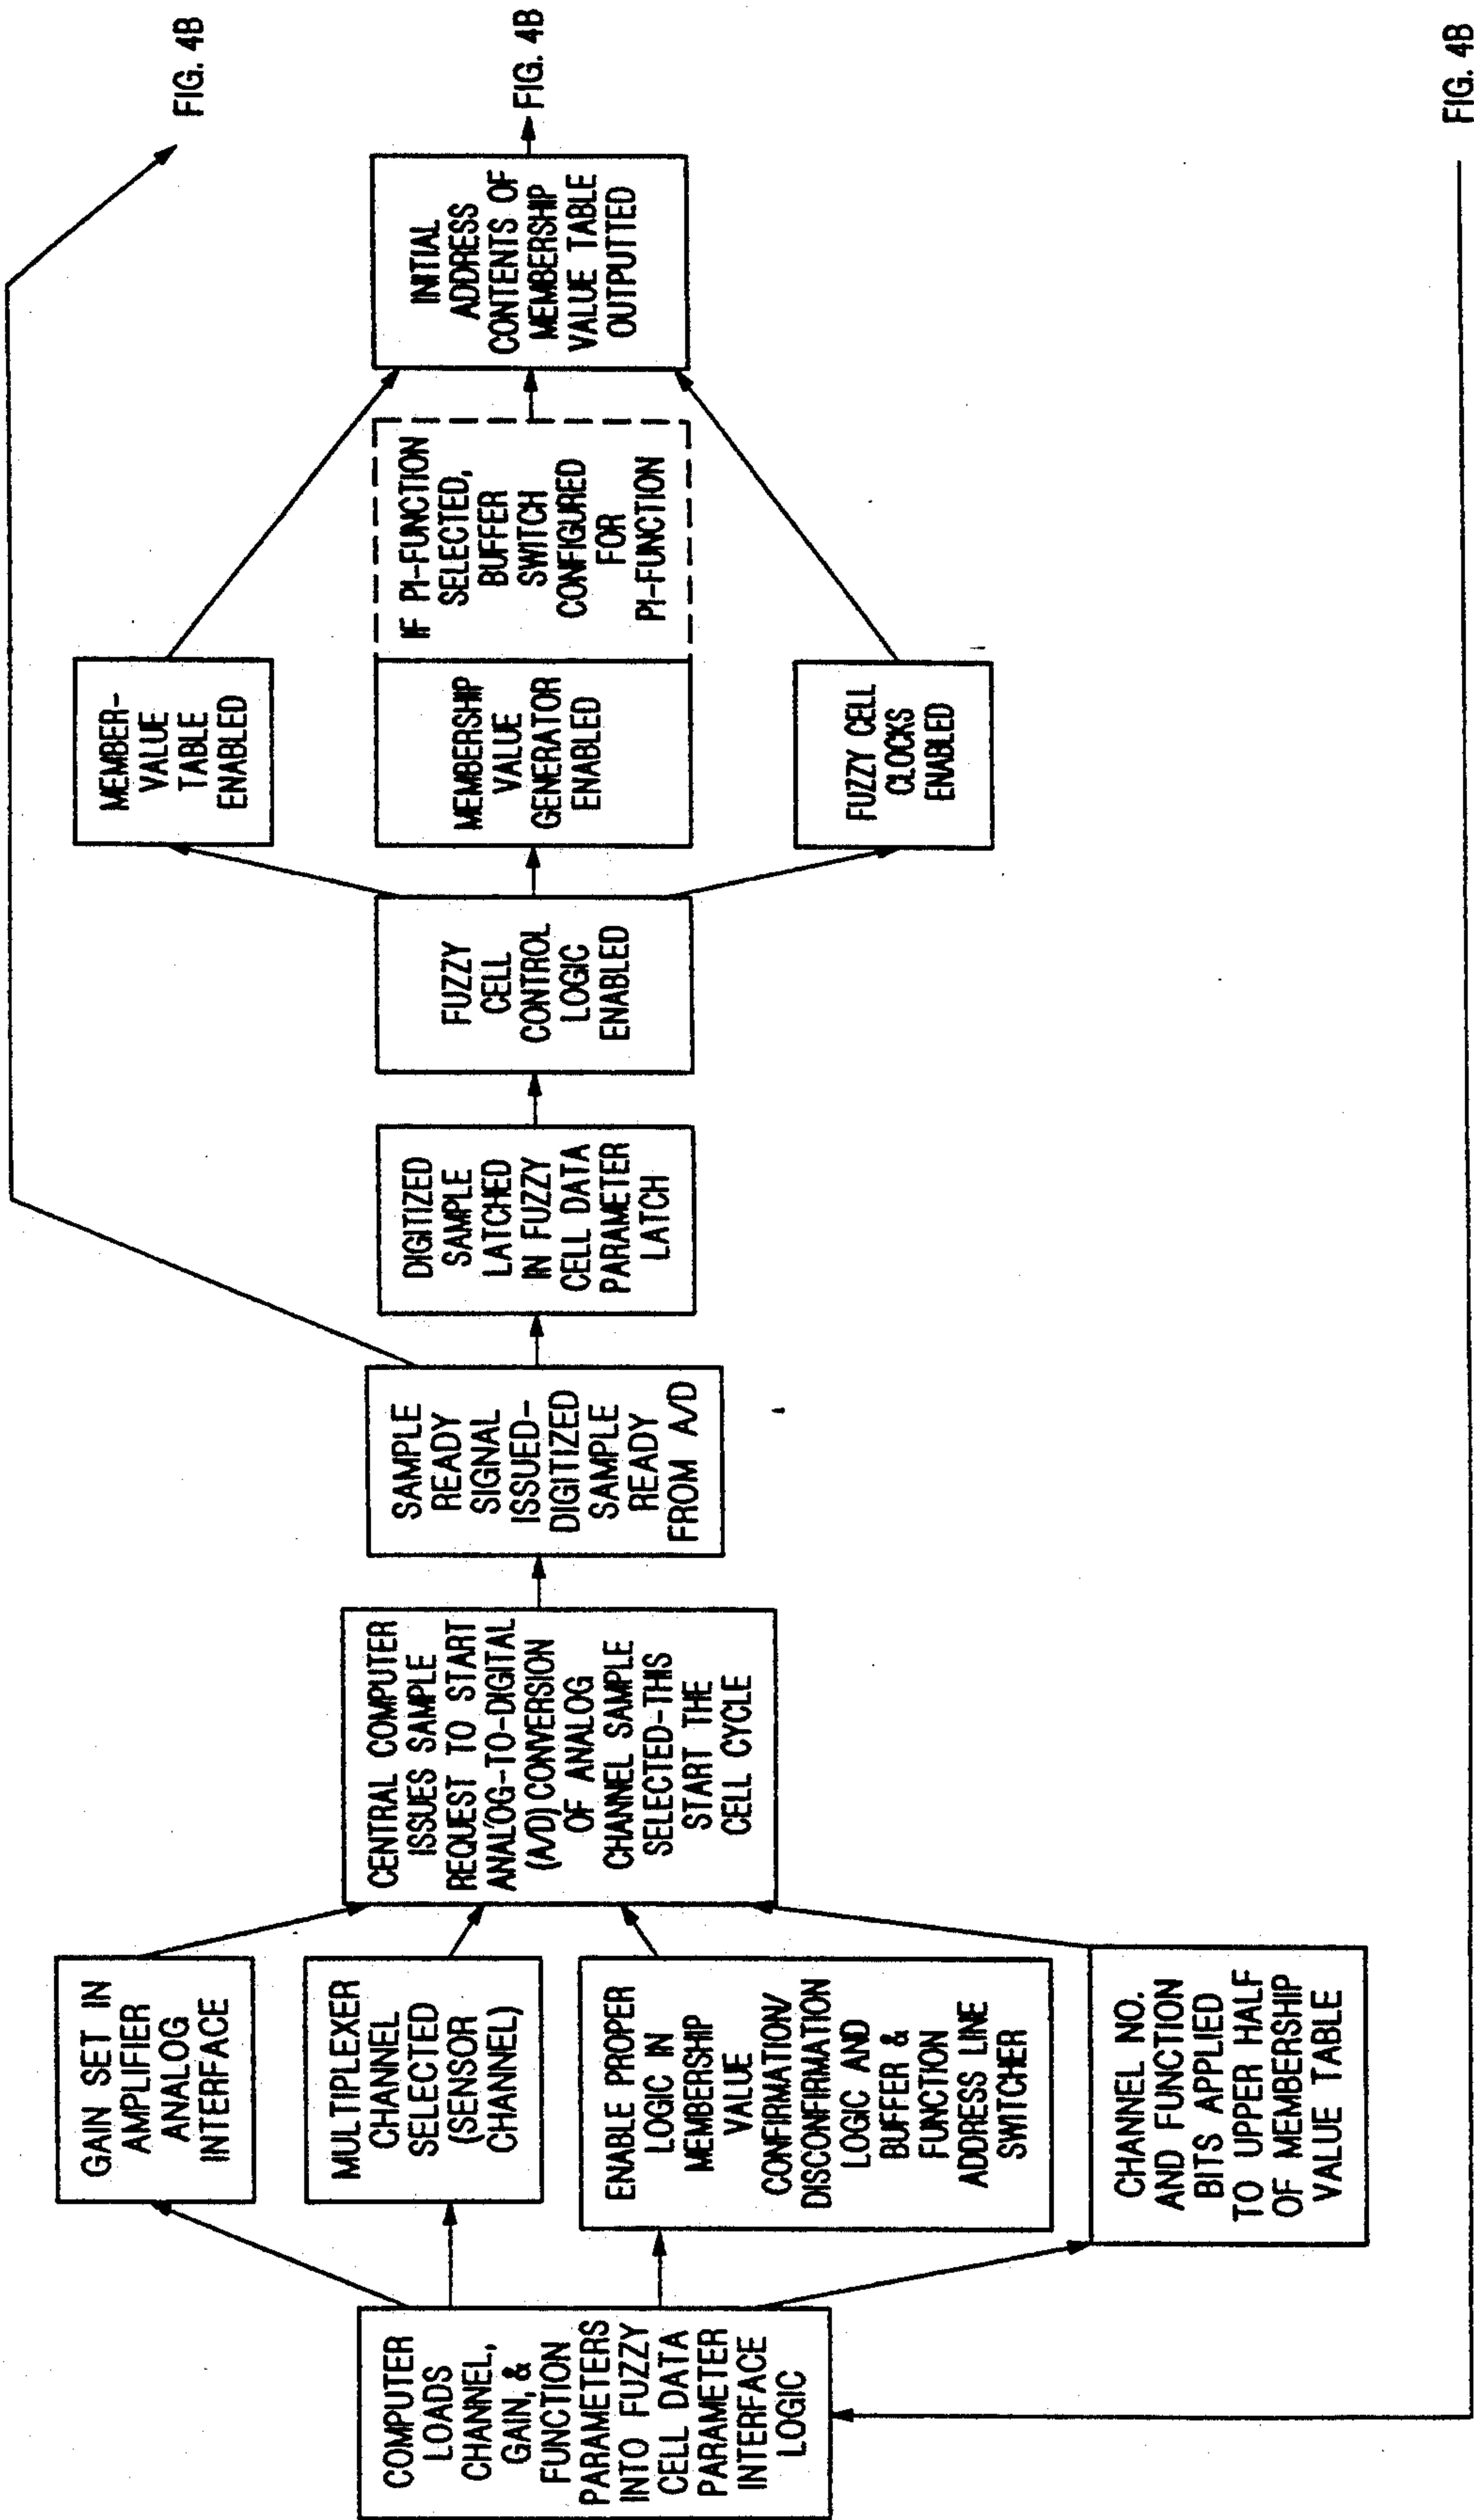 COMPUTER
LOADS
CHANNEL,
GAIN, &
FUNCTION
PARAMETERS
INTO FUZZY
CELL DATA
PARAMETER
INTERFACE
LOGIC
GAIN SET IN
AMPLIFIER
ANALOG
INTERFACE
MULTIPLEXER
CHANNEL
SELECTED
(SENSOR
CHANNEL)
ENABLE PROPER
LOGIC IN
MEMBERSHIP
VALUE
CONFIRMATION/
DISCONFIRMATION
LOGIC AND
BUFFER &
FUNCTION
ADDRESS LINE
SWITCHER
CHANNEL NO.
AND FUNCTION
BITS APPLIED
TO UPPER HALF
OF MEMBERSHIP
VALUE TABLE
CENTRAL COMPUTER
ISSUES SAMPLE
REQUEST TO START
ANALOG-TO-DIGITAL
(A/D) CONVERSION
OF ANALOG
CHANNEL SAMPLE
SELECTED-THIS
START THE
CELL CYCLE
SAMPLE
READY
SIGNAL
ISSUED-
DIGITIZED
SAMPLE
READY
FROM A/D
DIGITIZED
SAMPLE
LATCHED
IN FUZZY
CELL DATA
PARAMETER
LATCH
FUZZY
CELL
CONTROL
LOGIC
ENABLED
MEMBER-
VALUE
TABLE
ENABLED
MEMBERSHIP
VALUE
GENERATOR
ENABLED
IF PI-FUNCTION
SELECTED,
BUFFER
SWITCH
CONFIGURED
FOR
PI-FUNCTION
FUZZY CELL
CLOCKS
ENABLED
INITIAL
ADDRESS
CONTENTS OF
MEMBERSHIP
VALUE TABLE
OUTPUTTED
FIG. 4B
FIG. 4B
FIG. 4B